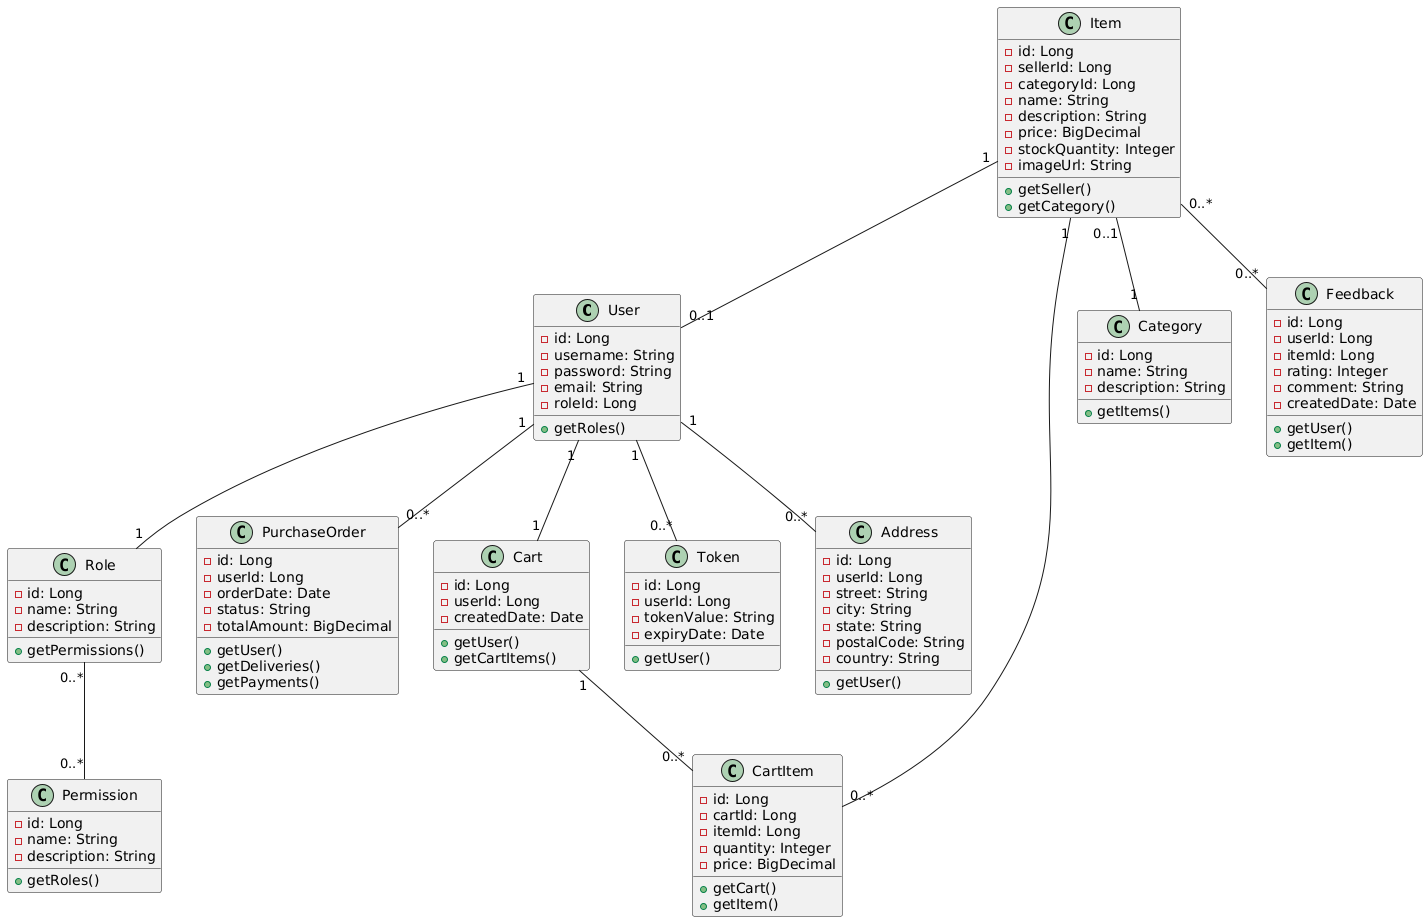 C Item
id: Long
sellerId: Long
categoryId: Long
name: String
description: String
price: BigDecimal
stockQuantity: Integer
imageUrl: String
getSeller()
getCategory()
1
0..1
1
0..*
0..1
1
0..*
0..*
C User
id: Long
username: String
password: String
email: String
roleId: Long
getRoles()
C Category
id: Long
name: String
description: String
getItems()
C Feedback
id: Long
userId: Long
itemId: Long
rating: Integer
comment: String
createdDate: Date
getUser()
getItem()
1
1
1
0..*
1
1
1
0..*
1
0..*
C Role
id: Long
name: String
description: String
getPermissions()
C PurchaseOrder
id: Long
userId: Long
orderDate: Date
status: String
totalAmount: BigDecimal
getUser()
getDeliveries()
getPayments()
C Cart
id: Long
userId: Long
createdDate: Date
getUser()
getCartItems()
C Token
id: Long
userId: Long
tokenValue: String
expiryDate: Date
getUser()
C Address
id: Long
userId: Long
street: String
city: String
state: String
postalCode: String
country: String
getUser()
0..*
0..*
1
0..*
C Permission
id: Long
name: String
description: String
getRoles()
C CartItem
id: Long
cartId: Long
itemId: Long
quantity: Integer
price: BigDecimal
getCart()
getItem()